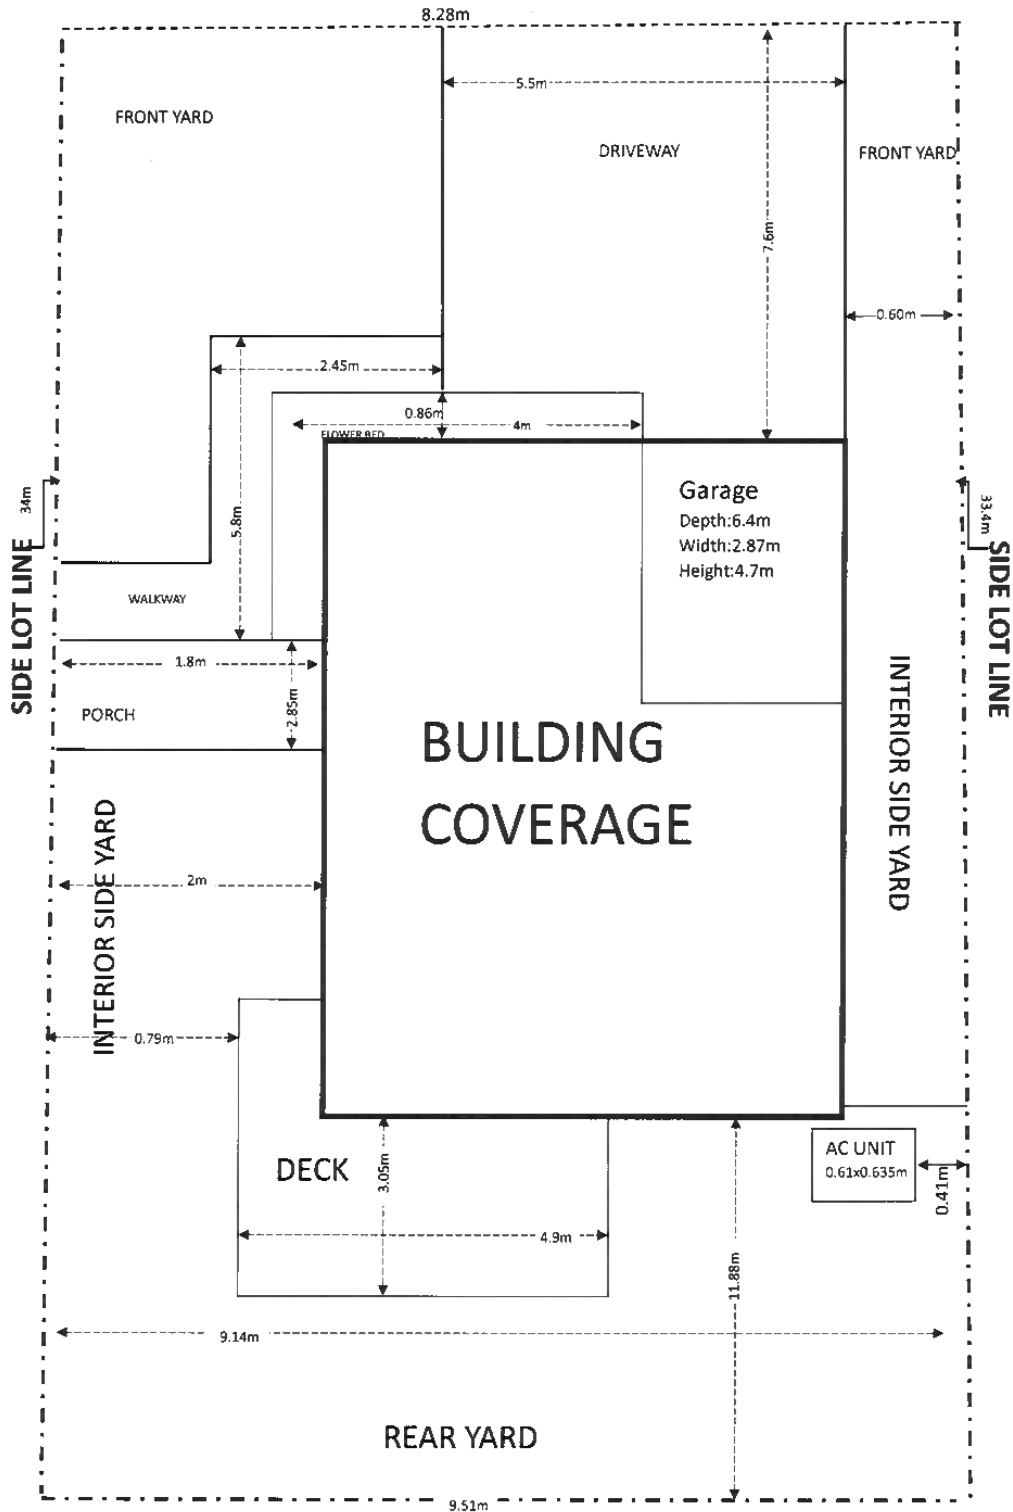 8.28m
5.5m
FRONT YARD
DRIVEWAY
FRONT YARD
7.6m
0.60m
2.45m
0.86m
4m
FLOWER BED
34m
5.8m
33.4m
Garage
Depth:6.4m
Width:2.87m
Height:4.7m
SIDE LOT LINE
SIDE LOT LINE
WALKWAY
1.8m
2.85m
PORCH
BUILDING
COVERAGE
INTERIOR SIDE YARD
INTERIOR SIDE YARD
2m
0.79m
DECK
3.05m
4.9m
AC UNIT
0.61x0.635m
0.41m
11.88m
9.14m
REAR YARD
9.51m